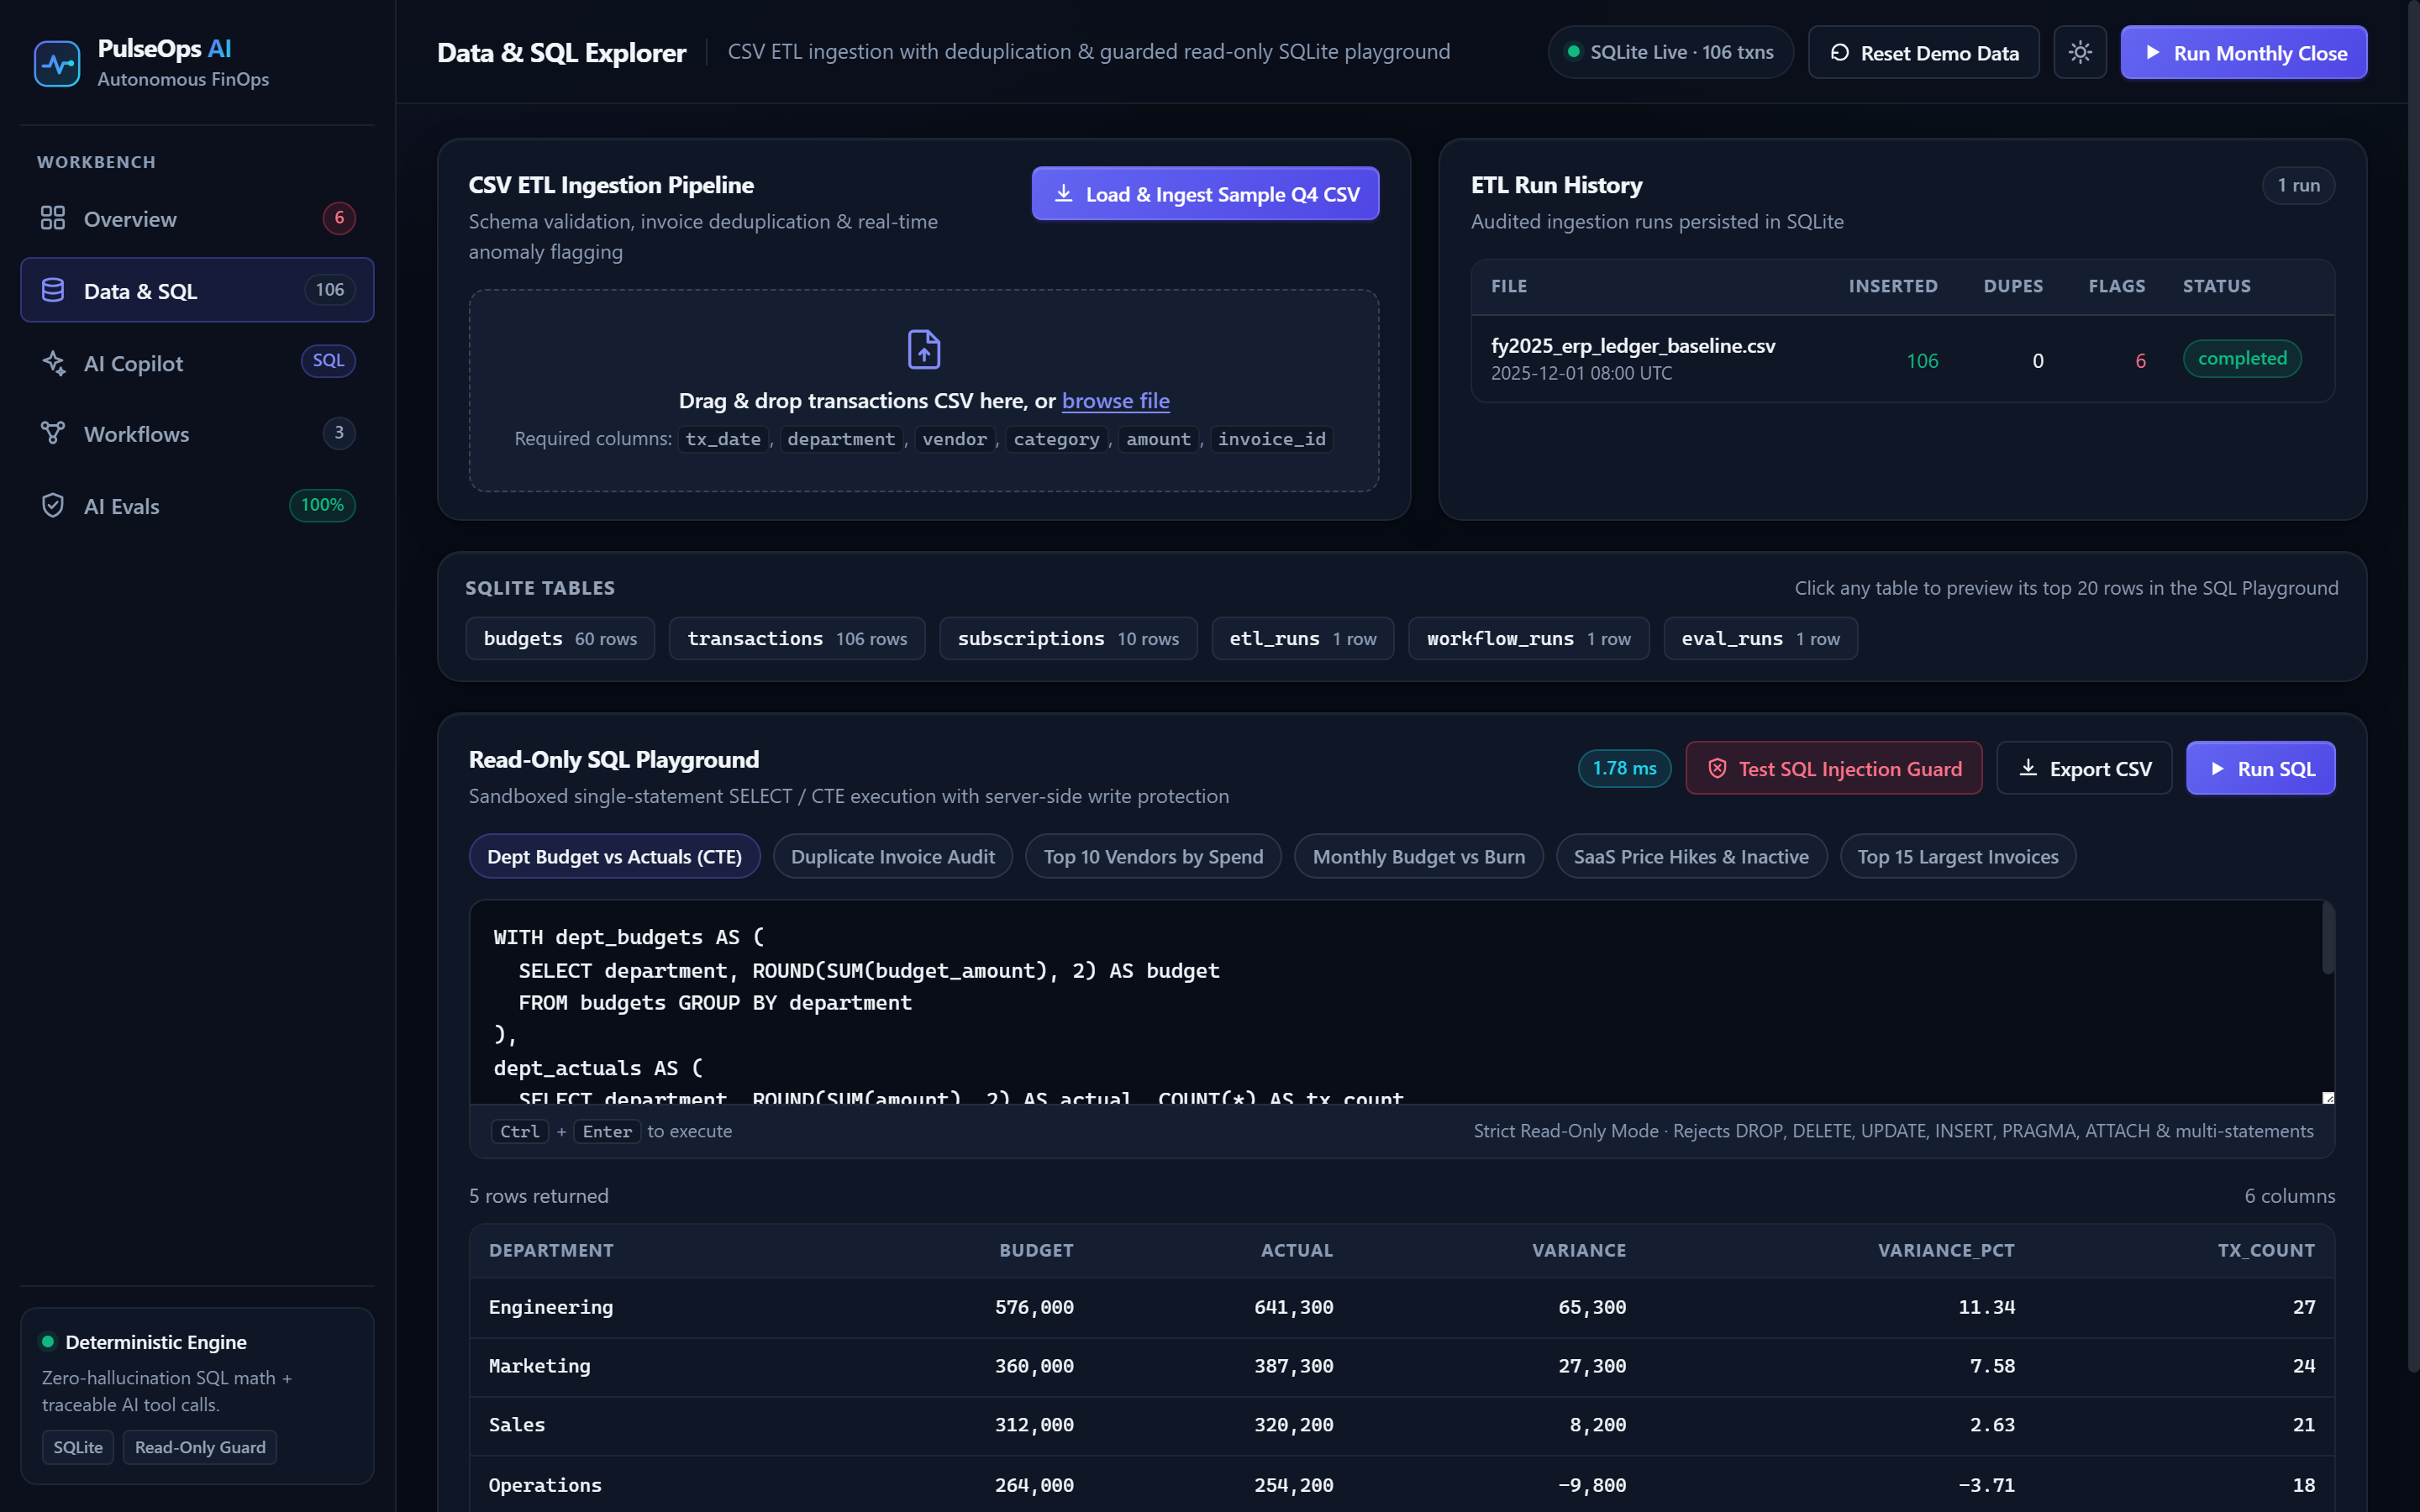 PulseOps AI
Autonomous FinOps
WORKBENCH
Overview 6
Data & SQL 106
AI Copilot SQL
Workflows 3
AI Evals 100%
Deterministic Engine
Zero-hallucination SQL math +
traceable AI tool calls.
SQLite Read-Only Guard
Data & SQL Explorer CSV ETL ingestion with deduplication & guarded read-only SQLite playground SQLite Live · 106 txns Reset Demo Data Run Monthly Close
CSV ETL Ingestion Pipeline
Schema validation, invoice deduplication & real-time
anomaly flagging
Load & Ingest Sample Q4 CSV
Drag & drop transactions CSV here, or browse file
Required columns: tx_date, department, vendor, category, amount, invoice_id
ETL Run History 1 run
Audited ingestion runs persisted in SQLite
FILE INSERTED DUPES FLAGS STATUS
fy2025_erp_ledger_baseline.csv 106 0 6 completed
2025-12-01 08:00 UTC
SQLITE TABLES Click any table to preview its top 20 rows in the SQL Playground
budgets 60 rows transactions 106 rows subscriptions 10 rows etl_runs 1 row workflow_runs 1 row eval_runs 1 row
Read-Only SQL Playground
Sandboxed single-statement SELECT / CTE execution with server-side write protection
1.78 ms Test SQL Injection Guard Export CSV Run SQL
Dept Budget vs Actuals (CTE) Duplicate Invoice Audit Top 10 Vendors by Spend Monthly Budget vs Burn SaaS Price Hikes & Inactive Top 15 Largest Invoices
WITH dept_budgets AS (
  SELECT department, ROUND(SUM(budget_amount), 2) AS budget
  FROM budgets GROUP BY department
),
dept_actuals AS (
  SELECT department, ROUND(SUM(amount), 2) AS actual, COUNT(*) AS tx_count
Ctrl + Enter to execute Strict Read-Only Mode · Rejects DROP, DELETE, UPDATE, INSERT, PRAGMA, ATTACH & multi-statements
5 rows returned 6 columns
DEPARTMENT BUDGET ACTUAL VARIANCE VARIANCE_PCT TX_COUNT
Engineering 576,000 641,300 65,300 11.34 27
Marketing 360,000 387,300 27,300 7.58 24
Sales 312,000 320,200 8,200 2.63 21
Operations 264,000 254,200 −9,800 −3.71 18